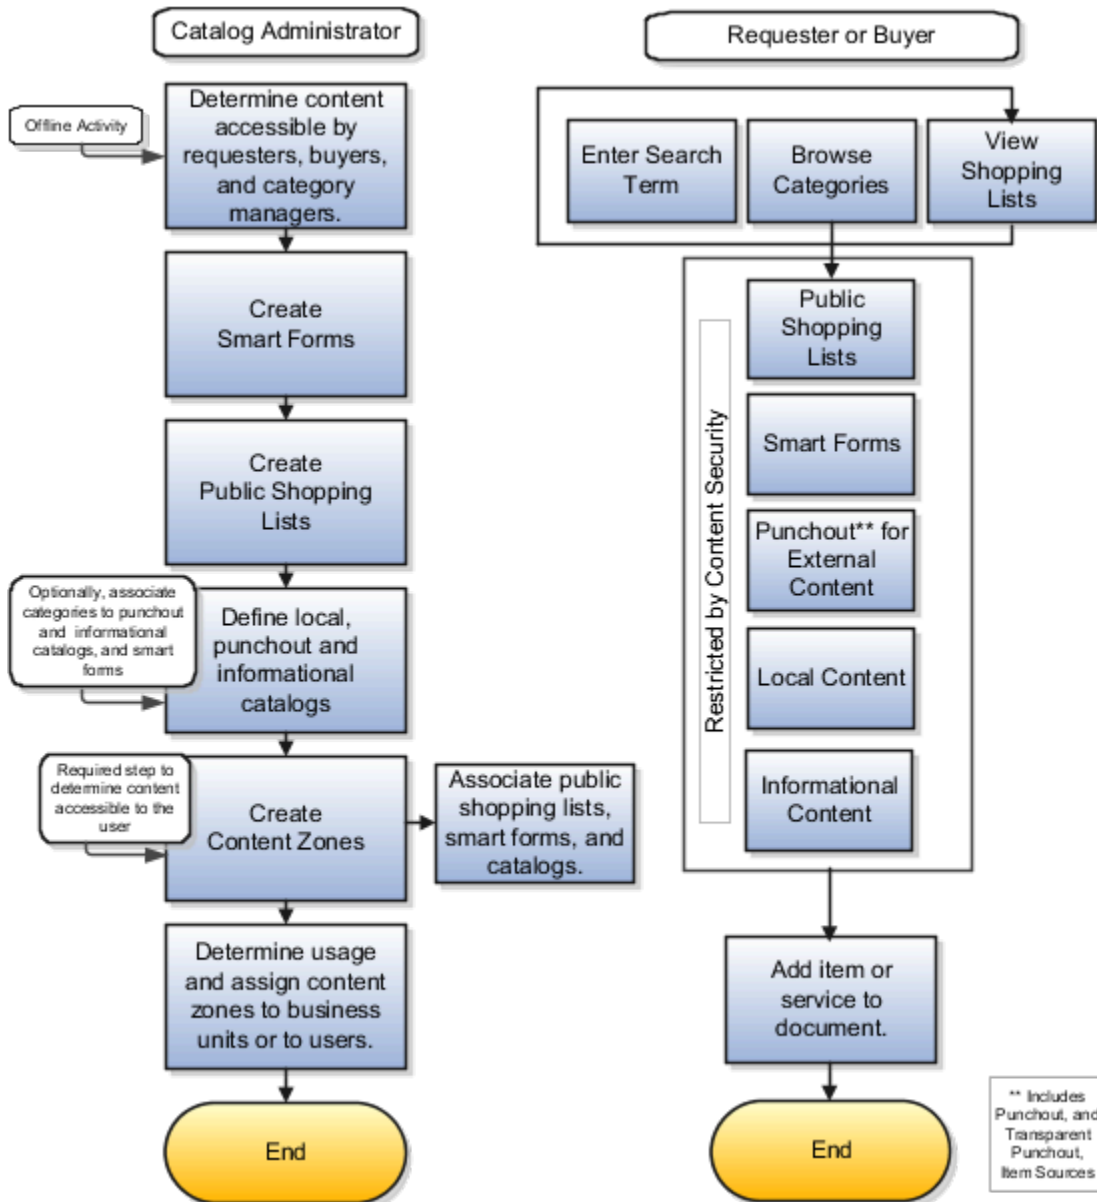 Catalog Administrator
Offline Activity
Determine content
accessible by
requesters, buyers,
and category
managers.
Create
Smart Forms
Create
Public Shopping
Lists
Optionally, associate
categories to punchout
and informational
catalogs, and smart
forms
Define local,
punchout and
informational
catalogs
Required step to
determine content
accessible to the
user
Create
Content Zones
Associate public
shopping lists,
smart forms, and
catalogs.
Determine usage
and assign content
zones to business
units or to users.
End
Requester or Buyer
Enter Search
Term
Browse
Categories
View
Shopping
Lists
Restricted by Content Security
Public
Shopping
Lists
Smart Forms
Punchout** for
External
Content
Local Content
Informational
Content
Add item or
service to
document.
End
** Includes
Punchout, and
Transparent
Punchout,
Item Sources